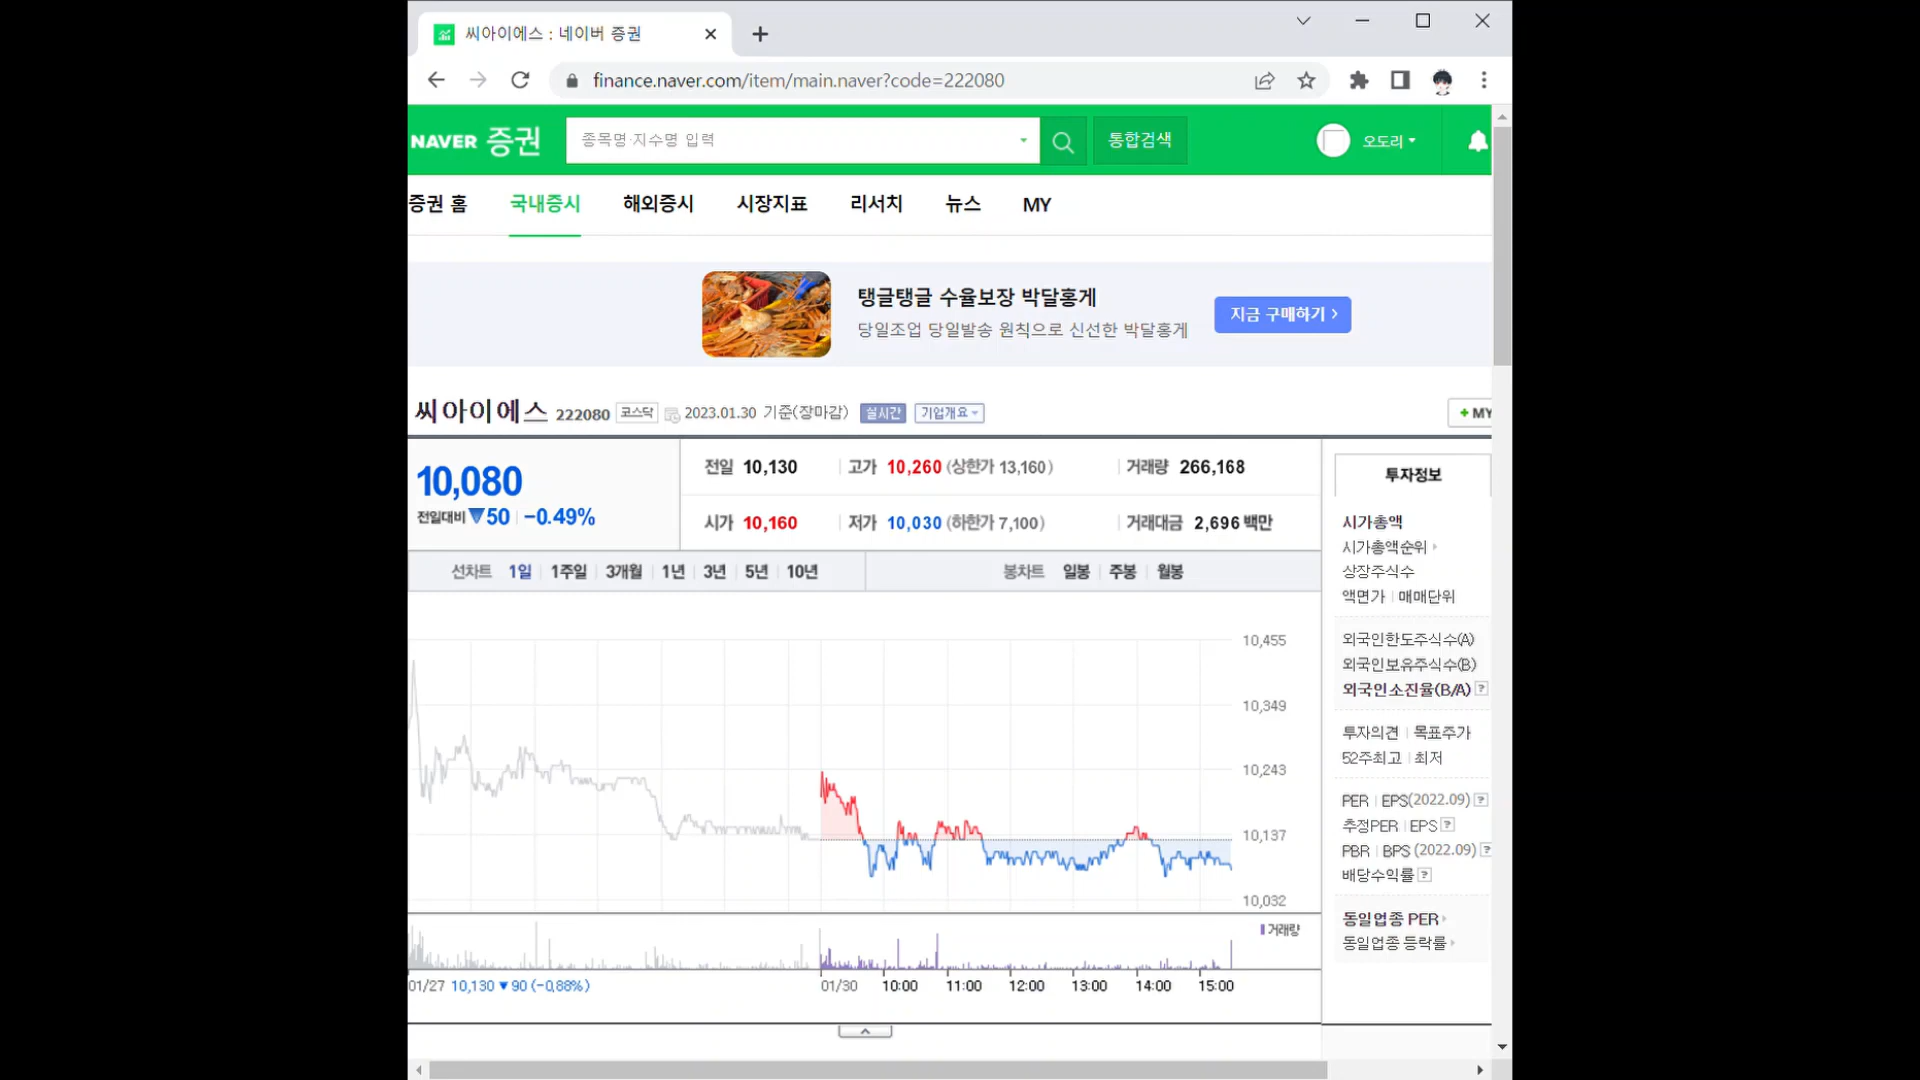 씨아이에스 : 네이버 증권
finance.naver.com/item/main.naver?code=222080
NAVER 증권
종목명·지수명 입력
통합검색
오도리
증권 홈 국내증시 해외증시 시장지표 리서치 뉴스 MY
탱글탱글 수율보장 박달홍게
당일조업 당일발송 원칙으로 신선한 박달홍게
지금 구매하기 >
씨아이에스 222080 코스닥 2023.01.30 기준(장마감) 실시간 기업개요
+ MY
10,080
전일대비 ▼50 -0.49%
전일 10,130 고가 10,260 (상한가 13,160) 거래량 266,168
시가 10,160 저가 10,030 (하한가 7,100) 거래대금 2,696 백만
선차트 1일 1주일 3개월 1년 3년 5년 10년 봉차트 일봉 주봉 월봉
10,455
10,349
10,243
10,137
10,032
거래량
01/27 10,130 ▼90 (-0.88%) 01/30 10:00 11:00 12:00 13:00 14:00 15:00
투자정보
시가총액
시가총액순위
상장주식수
액면가 | 매매단위
외국인한도주식수(A)
외국인보유주식수(B)
외국인소진율(B/A) ?
투자의견 | 목표주가
52주최고 | 최저
PER | EPS(2022.09) ?
추정PER | EPS ?
PBR | BPS (2022.09) ?
배당수익률 ?
동일업종 PER
동일업종 등락률